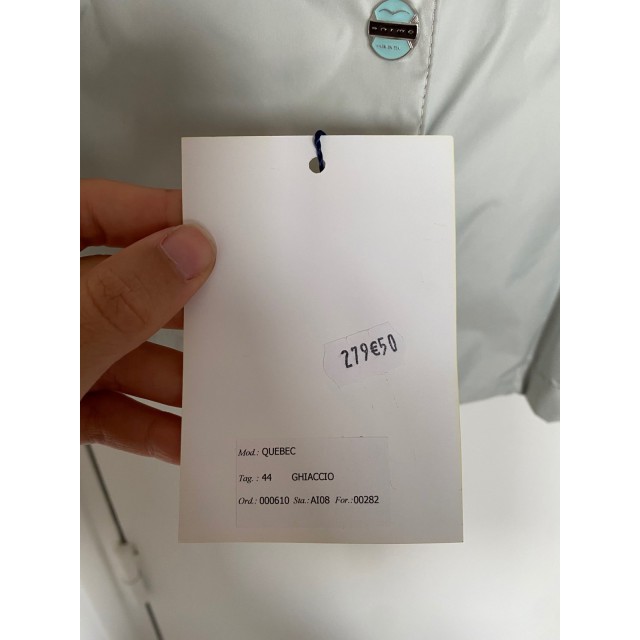 279€50
Mod.: QUEBEC
Tag. : 44 GHIACCIO
Ord.: 000610 Sta.: AI08 For.: 00282